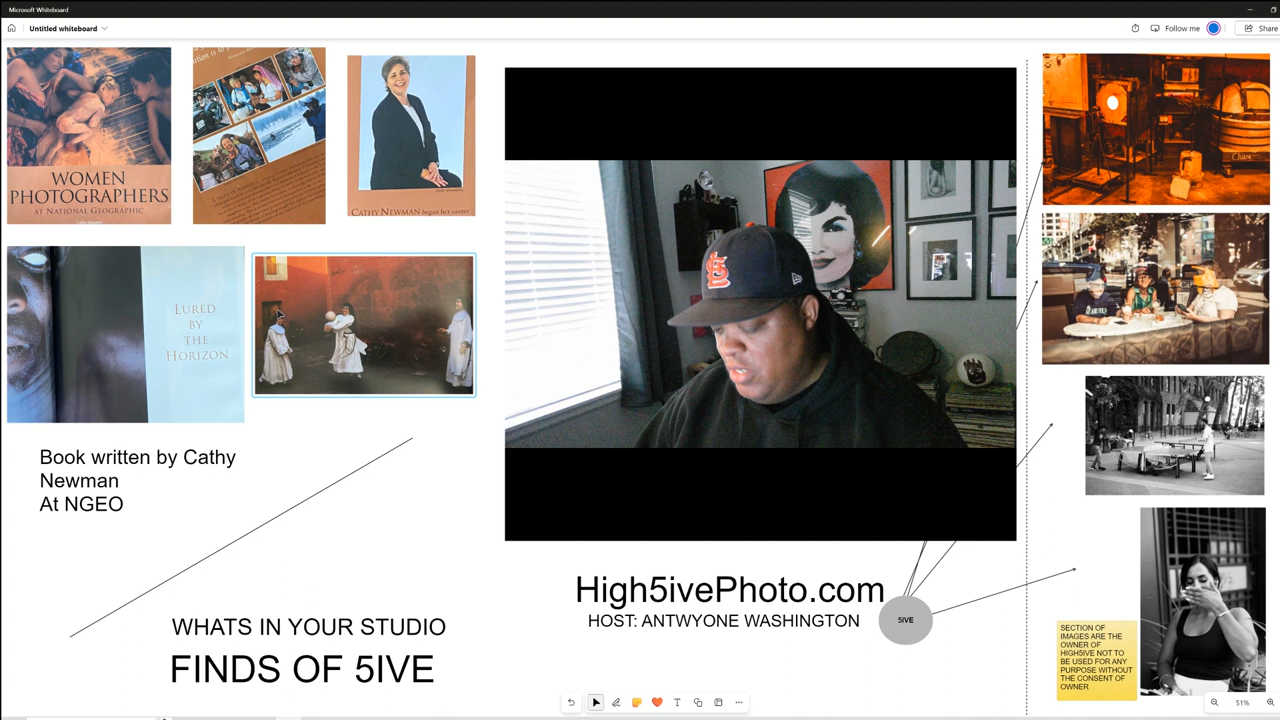 Microsoft Whiteboard
Untitled whiteboard
Follow me
Share
WOMEN
PHOTOGRAPHERS
AT NATIONAL GEOGRAPHIC
Cathy Newman
CATHY NEWMAN began her career
LURED
BY
THE
HORIZON
Book written by Cathy
Newman
At NGEO
WHATS IN YOUR STUDIO
FINDS OF 5IVE
High5ivePhoto.com
HOST: ANTWYONE WASHINGTON
5IVE
SECTION OF
IMAGES ARE THE
OWNER OF
HIGH5IVE NOT TO
BE USED FOR ANY
PURPOSE WITHOUT
THE CONSENT OF
OWNER
51%